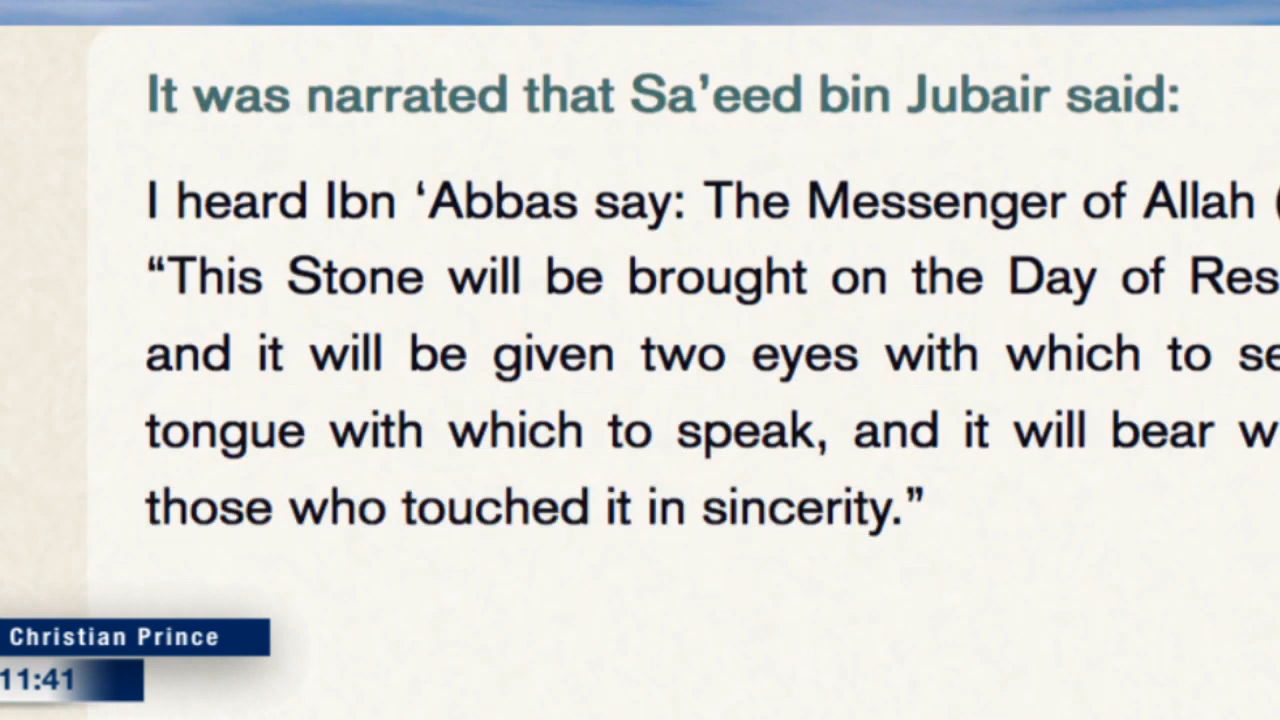 It was narrated that Sa’eed bin Jubair said:
I heard Ibn ‘Abbas say: The Messenger of Allah (
“This Stone will be brought on the Day of Res
and it will be given two eyes with which to se
tongue with which to speak, and it will bear w
those who touched it in sincerity.”
Christian Prince
11:41